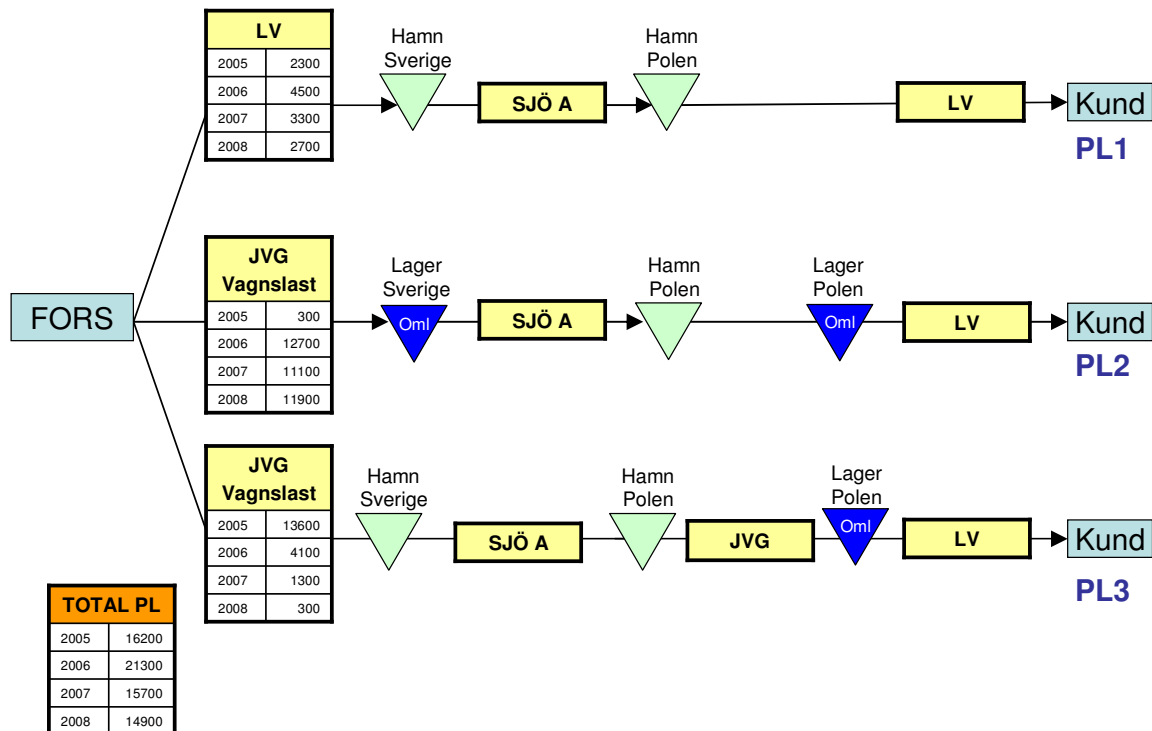 LV
2005 2300
2006 4500
2007 3300
2008 2700
Hamn
Sverige
SJÖ A
Hamn
Polen
LV
Kund
PL1
FORS
JVG
Vagnslast
2005 300
2006 12700
2007 11100
2008 11900
Lager
Sverige
Oml
SJÖ A
Hamn
Polen
Lager
Polen
Oml
LV
Kund
PL2
JVG
Vagnslast
2005 13600
2006 4100
2007 1300
2008 300
Hamn
Sverige
SJÖ A
Hamn
Polen
JVG
Lager
Polen
Oml
LV
Kund
PL3
TOTAL PL
2005 16200
2006 21300
2007 15700
2008 14900